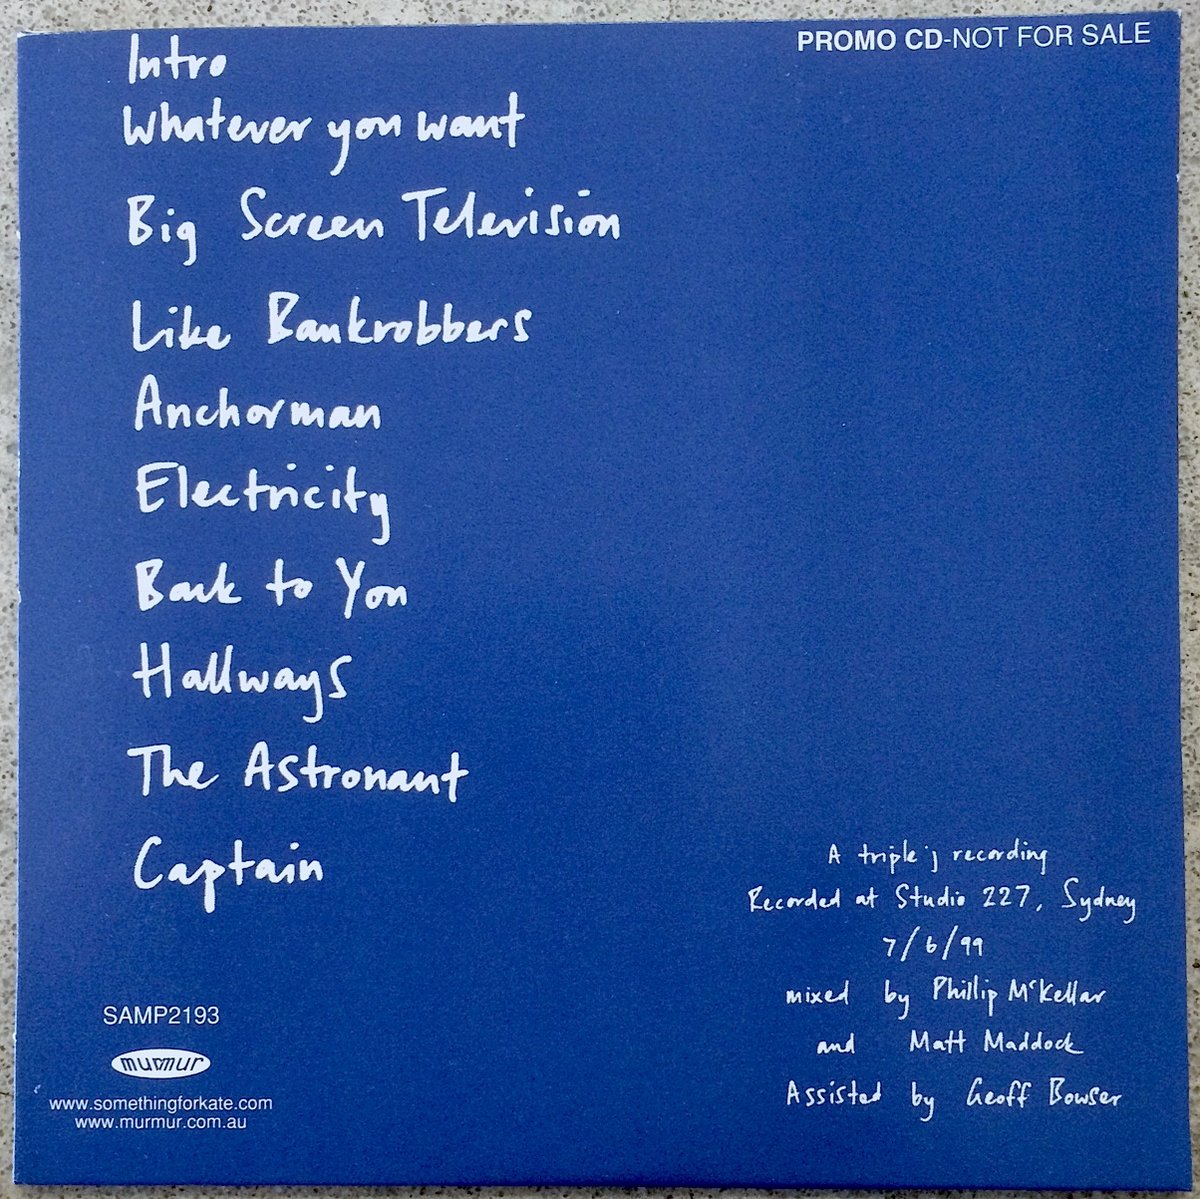 PROMO CD-NOT FOR SALE
Intro
Whatever you want
Big Screen Television
Like Bankrobbers
Anchorman
Electricity
Back to You
Hallways
The Astronaut
Captain
A triple j recording
Recorded at Studio 227, Sydney
7/6/99
mixed by Phillip McKellar
and Matt Maddock
Assisted by Geoff Bowser
SAMP2193
murmur
www.somethingforkate.com
www.murmur.com.au